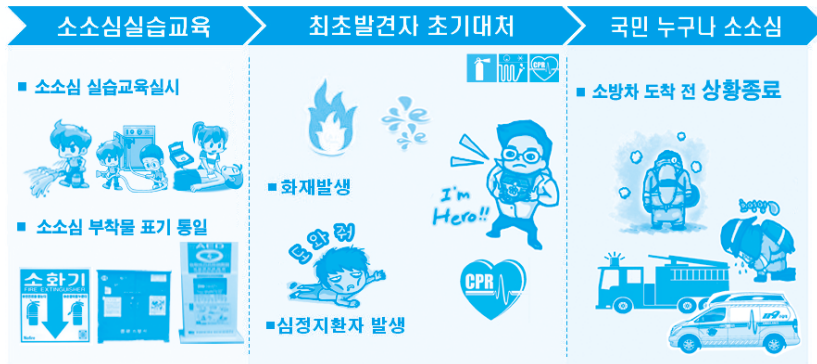 소소심실습교육
최초발견자 초기대처
국민 누구나 소소심
■ 소소심 실습교육실시
■ 소소심 부착물 표기 통일
소화기
FIRE EXTINGUISHER
AED
CPR
■ 화재발생
I'm
Hero!!
도와줘
CPR
■심정지환자 발생
■ 소방차 도착 전 상황종료
119